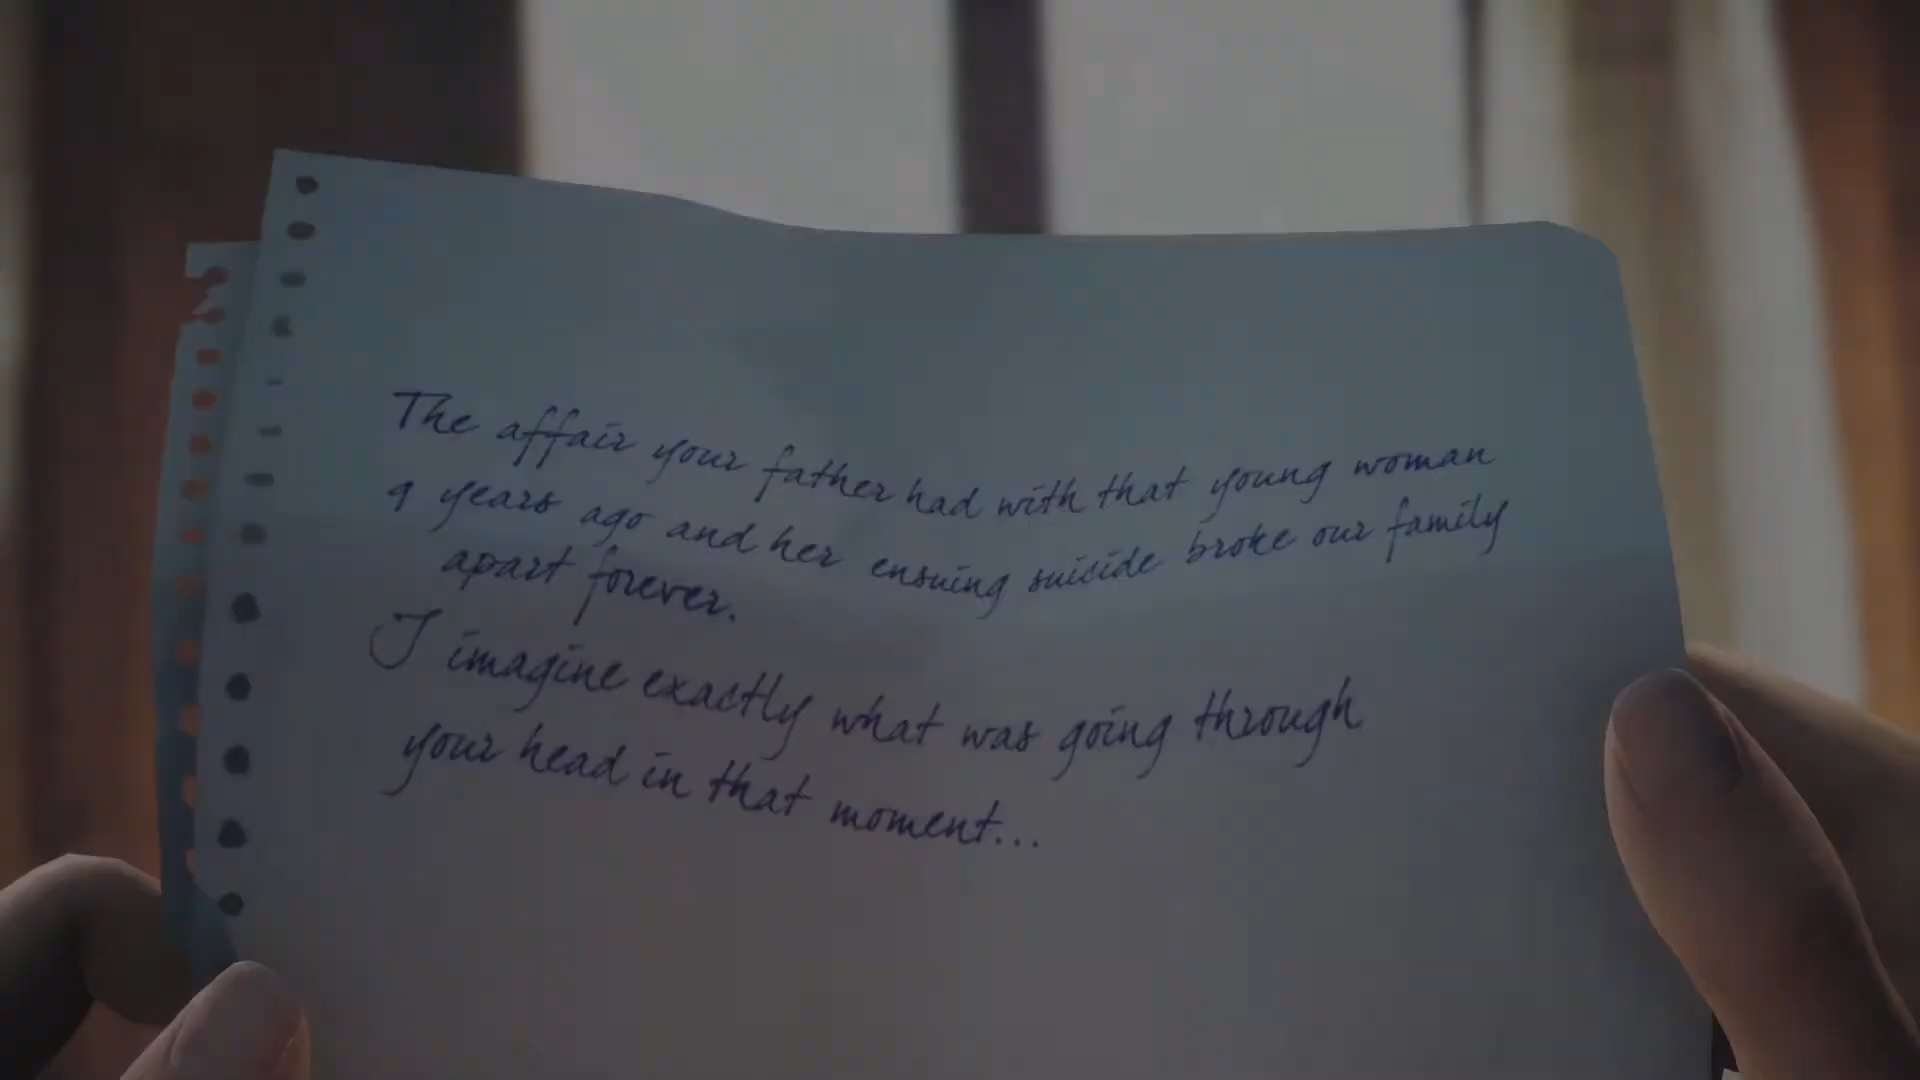 The affair your father had with that young woman
9 years ago and her ensuing suicide broke our family
apart forever.
I imagine exactly what was going through
your head in that moment...